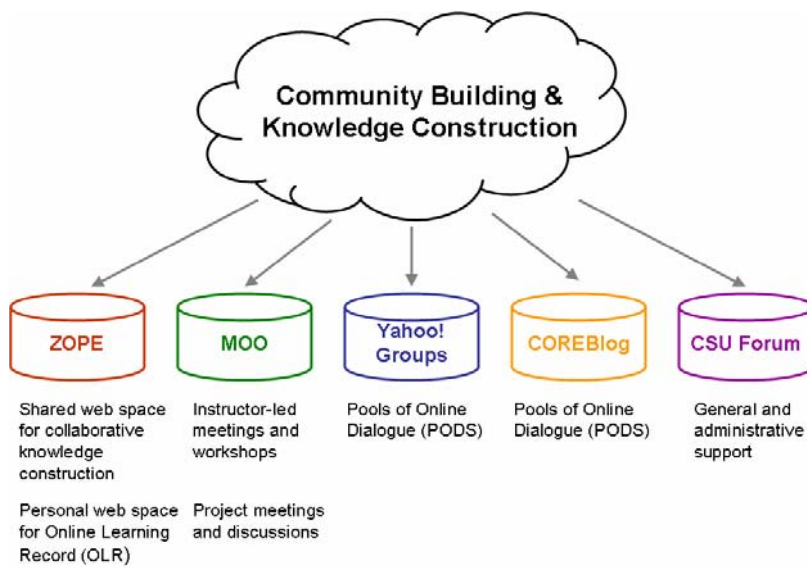 Community Building &
Knowledge Construction
ZOPE
MOO
Yahoo!
Groups
COREBlog
CSU Forum
Shared web space
for collaborative
knowledge
construction
Personal web space
for Online Learning
Record (OLR)
Instructor-led
meetings and
workshops
Project meetings
and discussions
Pools of Online
Dialogue (PODS)
Pools of Online
Dialogue (PODS)
General and
administrative
support